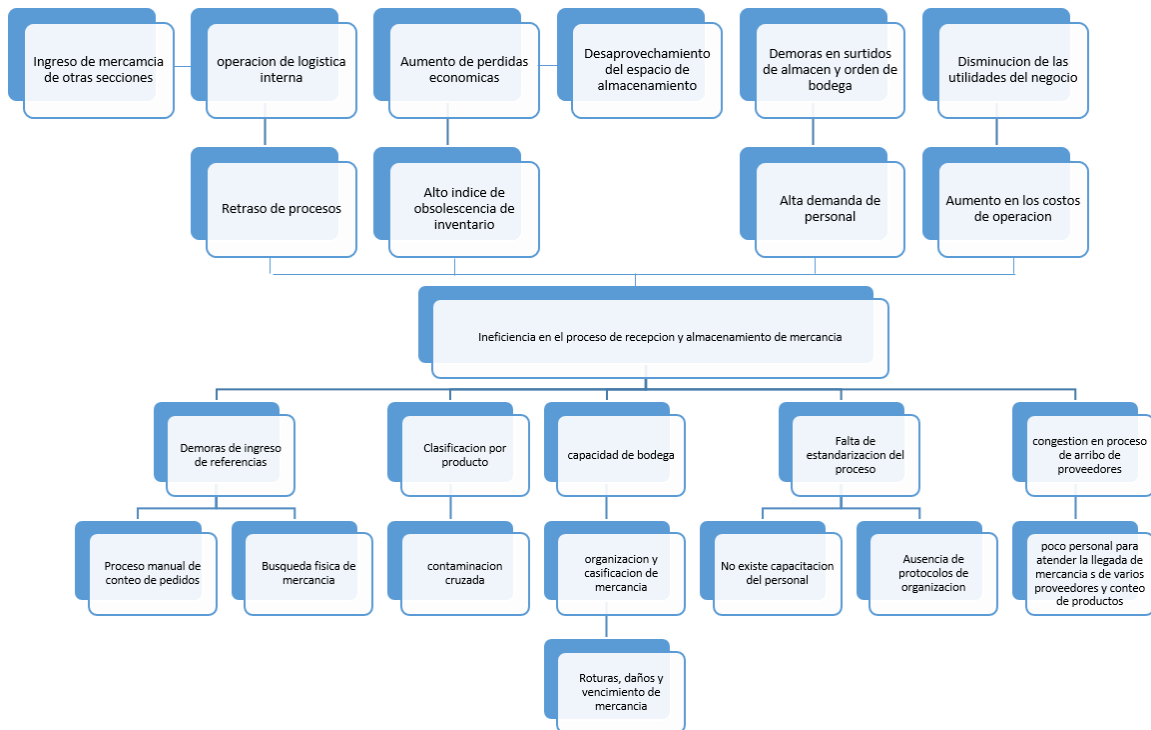 Ingreso de mercamcia
de otras secciones
operacion de logistica
interna
Aumento de perdidas
economicas
Desaprovechamiento
del espacio de
almacenamiento
Demoras en surtidos
de almacen y orden de
bodega
Disminucion de las
utilidades del negocio
Retraso de procesos
Alto indice de
obsolescencia de
inventario
Alta demanda de
personal
Aumento en los costos
de operacion
Ineficiencia en el proceso de recepcion y almacenamiento de mercancia
Demoras de ingreso
de referencias
Clasificacion por
producto
capacidad de bodega
Falta de
estandarizacion del
proceso
congestion en proceso
de arribo de
proveedores
Proceso manual de
conteo de pedidos
Busqueda fisica de
mercancia
contaminacion
cruzada
organizacion y
casificacion de
mercancia
No existe capacitacion
del personal
Ausencia de
protocolos de
organizacion
poco personal para
atender la llegada de
mercancia s de varios
proveedores y conteo
de productos
Roturas, daños y
vencimiento de
mercancia